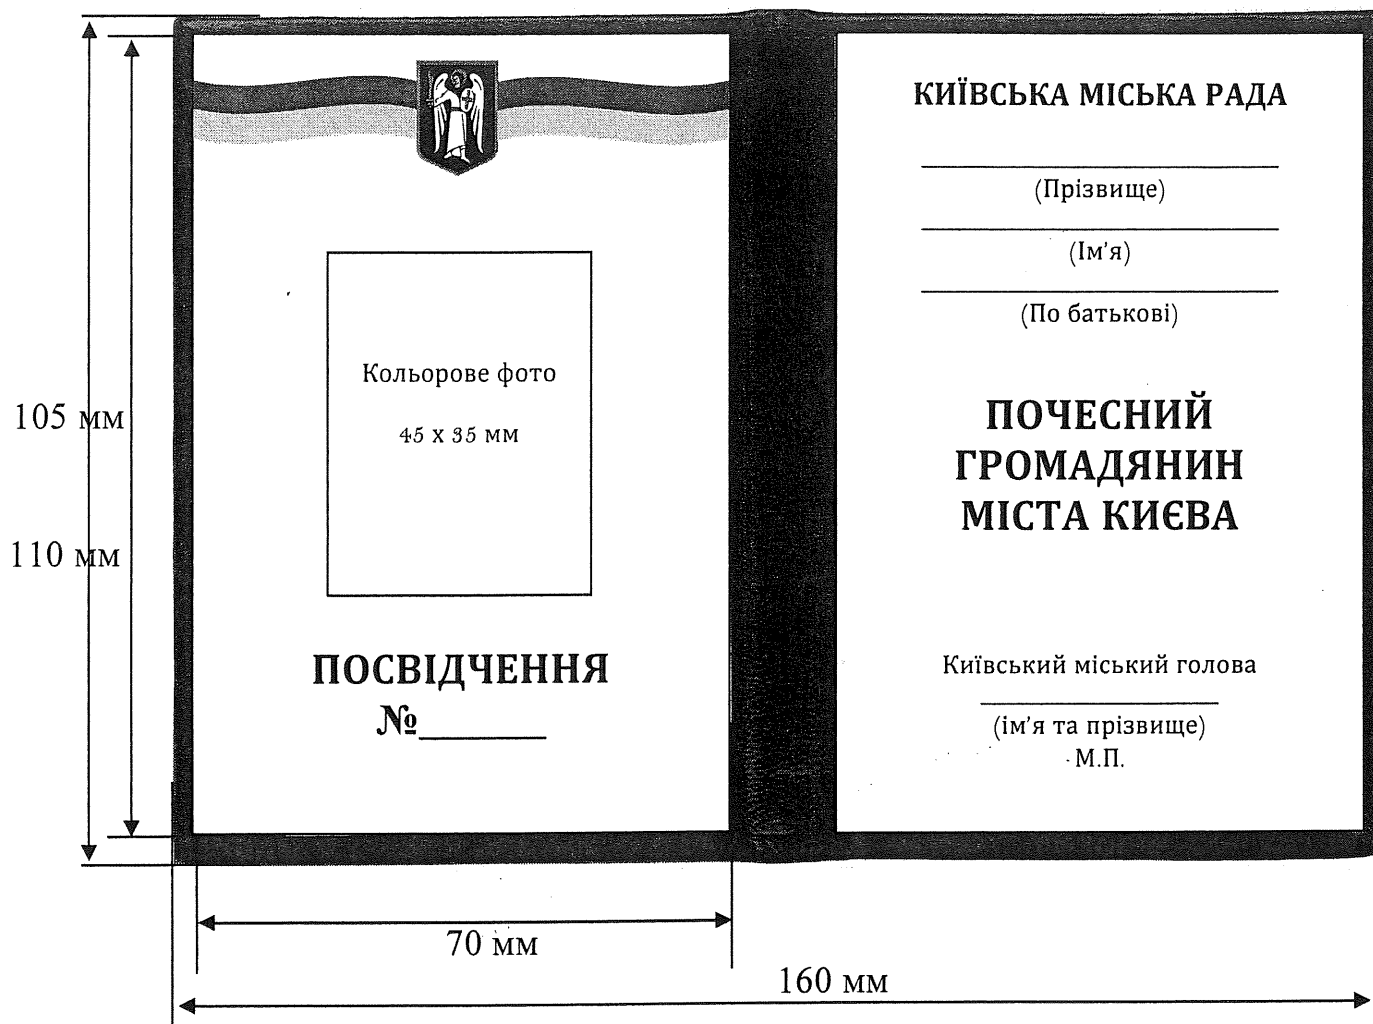 КИЇВСЬКА МІСЬКА РАДА
(Прізвище)
(Ім'я)
(По батькові)
Кольорове фото
45 x 35 мм
105 мм
110 мм
ПОЧЕСНИЙ
ГРОМАДЯНИН
МІСТА КИЄВА
ПОСВІДЧЕННЯ
№
Київський міський голова
(ім'я та прізвище)
М.П.
70 мм
160 мм